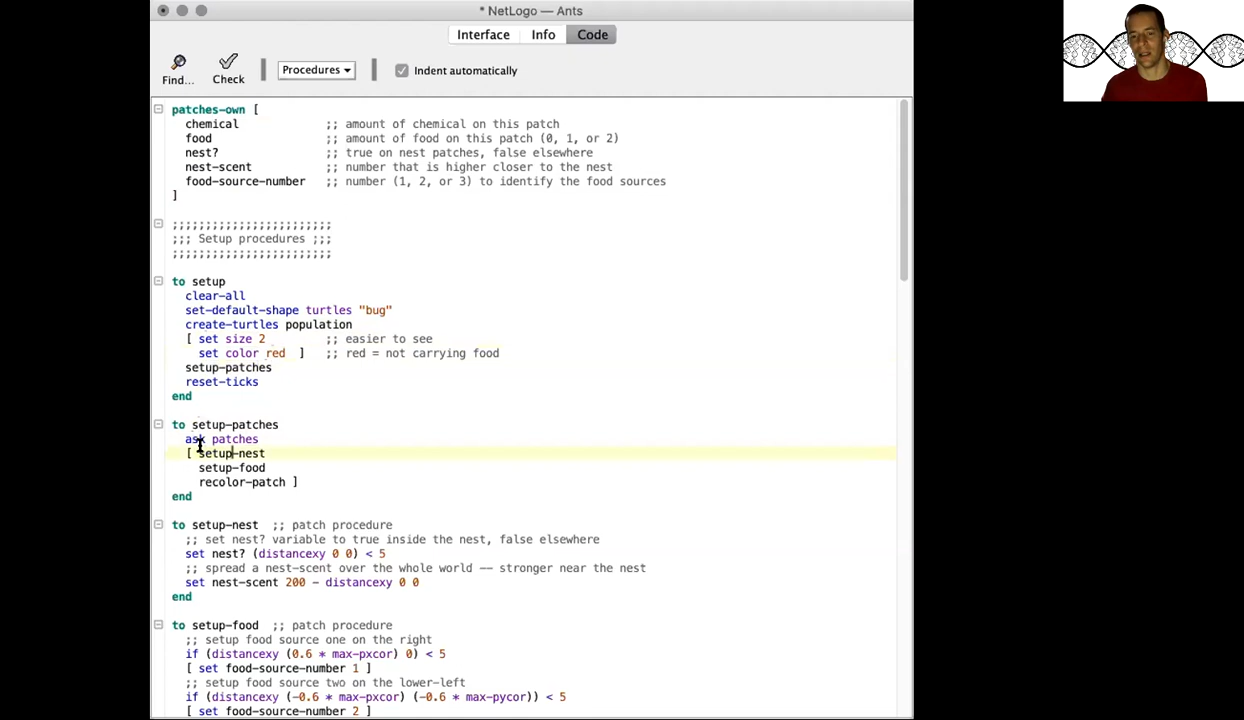 * NetLogo — Ants
Interface Info Code
Find... Check Procedures Indent automatically
patches-own [
chemical ;; amount of chemical on this patch
food ;; amount of food on this patch (0, 1, or 2)
nest? ;; true on nest patches, false elsewhere
nest-scent ;; number that is higher closer to the nest
food-source-number ;; number (1, 2, or 3) to identify the food sources
]
;;;;;;;;;;;;;;;;;;;;;;;;
;;; Setup procedures ;;;
;;;;;;;;;;;;;;;;;;;;;;;;
to setup
clear-all
set-default-shape turtles "bug"
create-turtles population
[ set size 2 ;; easier to see
set color red ] ;; red = not carrying food
setup-patches
reset-ticks
end
to setup-patches
ask patches
[ setup-nest
setup-food
recolor-patch ]
end
to setup-nest ;; patch procedure
;; set nest? variable to true inside the nest, false elsewhere
set nest? (distancexy 0 0) < 5
;; spread a nest-scent over the whole world -- stronger near the nest
set nest-scent 200 - distancexy 0 0
end
to setup-food ;; patch procedure
;; setup food source one on the right
if (distancexy (0.6 * max-pxcor) 0) < 5
[ set food-source-number 1 ]
;; setup food source two on the lower-left
if (distancexy (-0.6 * max-pxcor) (-0.6 * max-pycor)) < 5
[ set food-source-number 2 ]